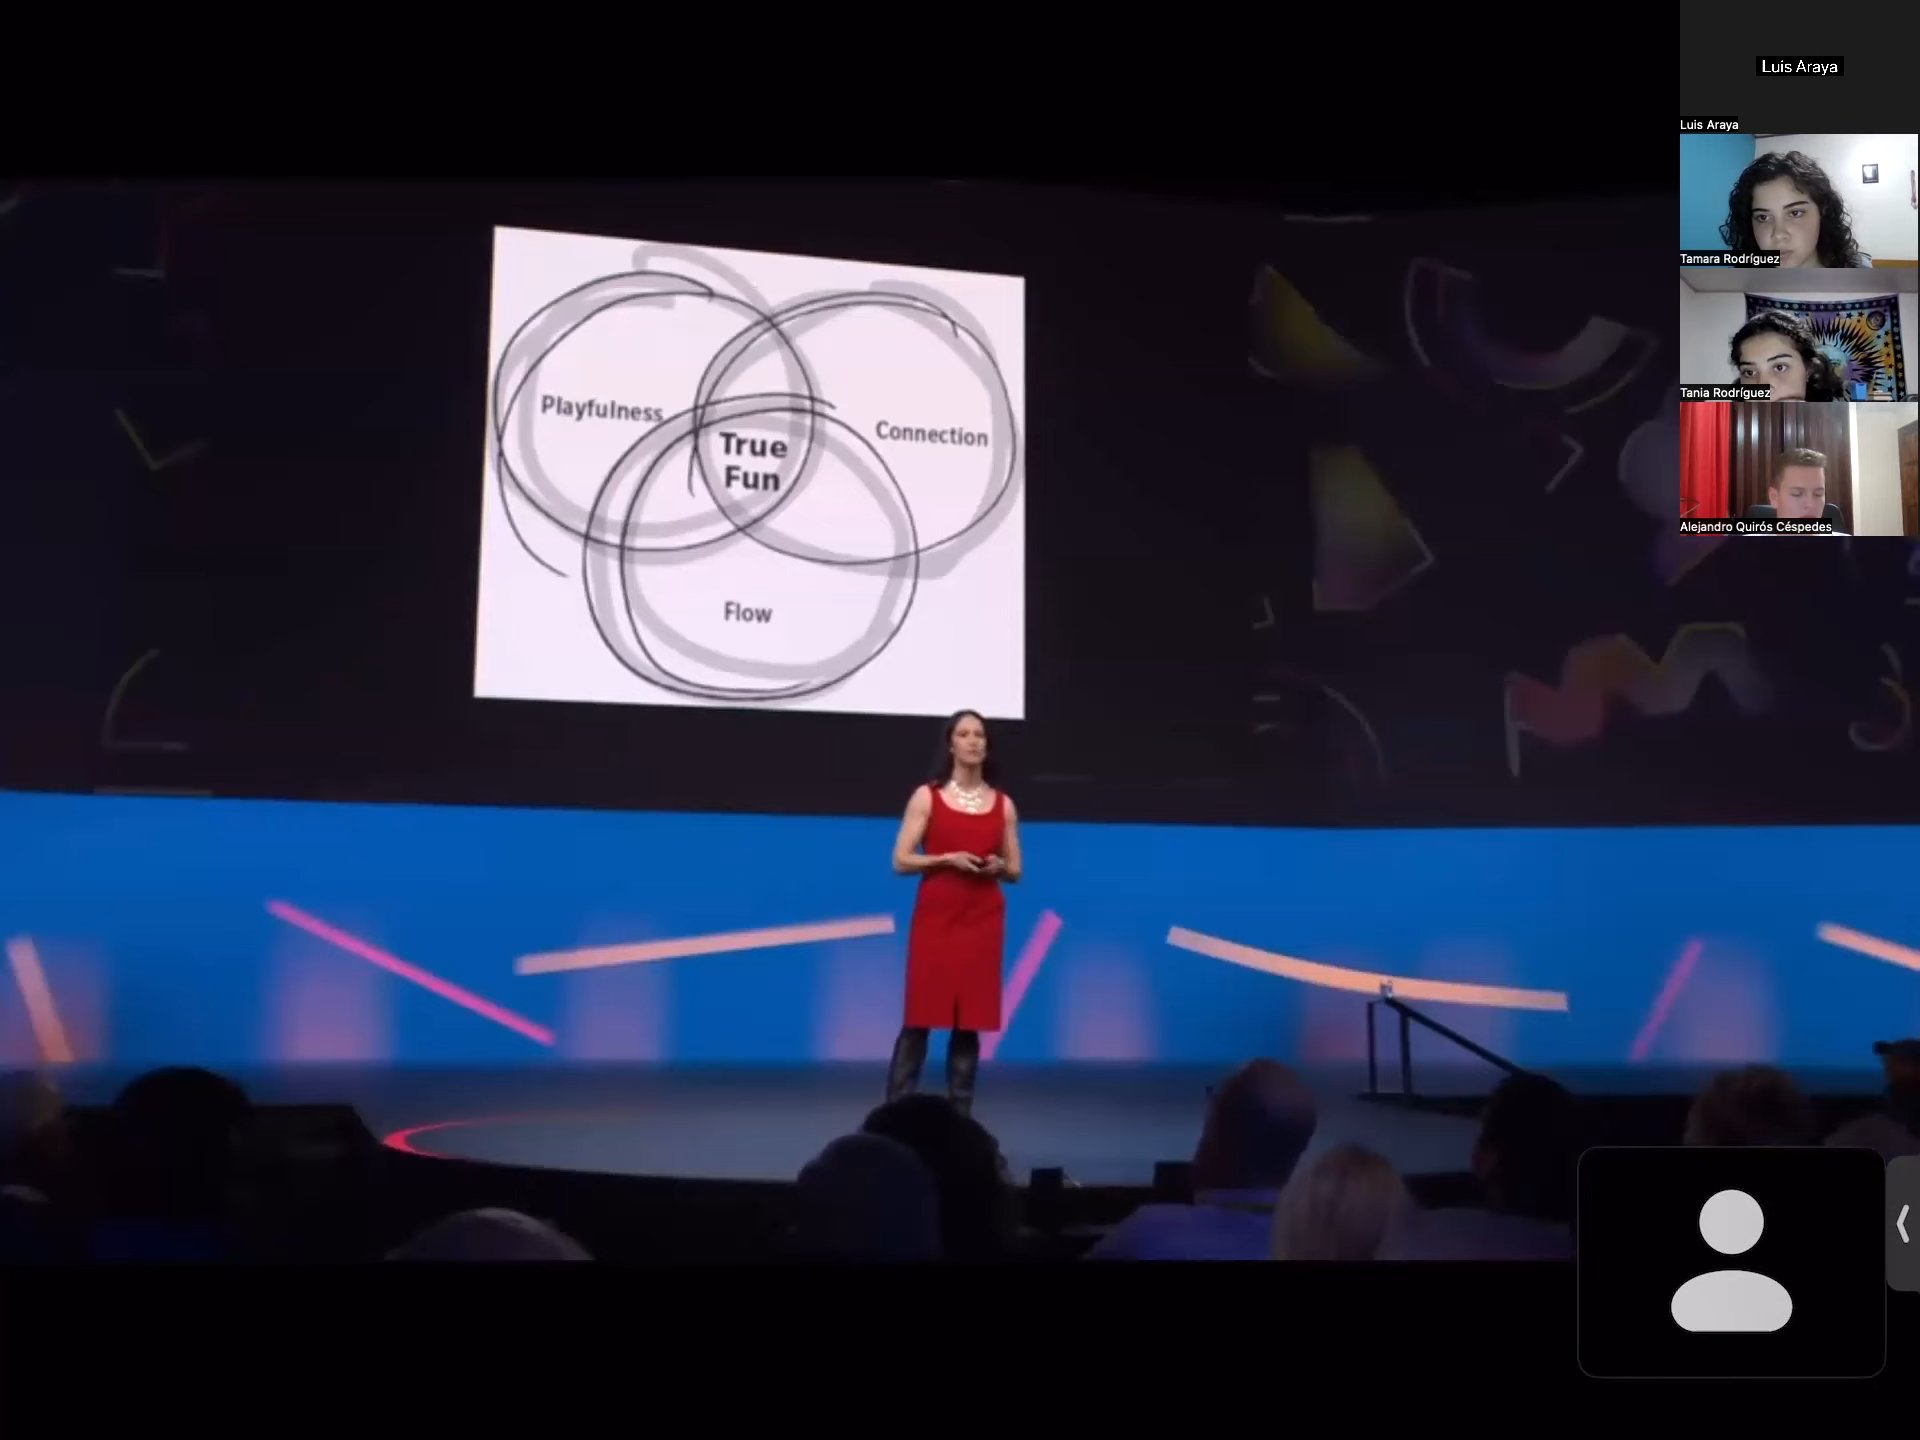 Luis Araya
Luis Araya
Tamara Rodríguez
Tania Rodríguez
Alejandro Quirós Céspedes
Playfulness
Connection
True
Fun
Flow